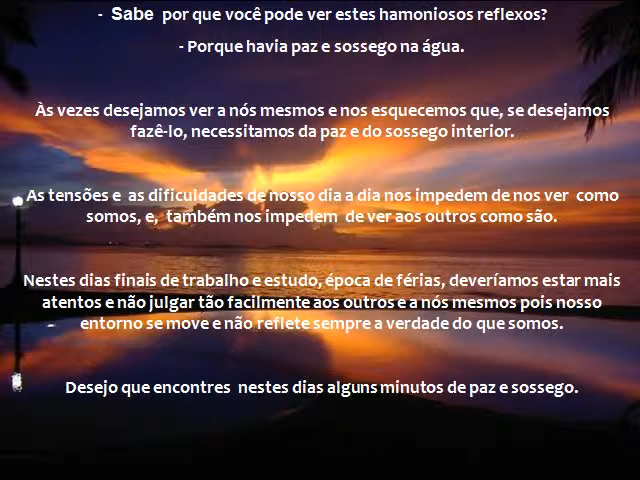 - Sabe por que você pode ver estes hamoniosos reflexos?
- Porque havia paz e sossego na água.
Às vezes desejamos ver a nós mesmos e nos esquecemos que, se desejamos
fazê-lo, necessitamos da paz e do sossego interior.
As tensões e as dificuldades de nosso dia a dia nos impedem de nos ver como
somos, e, também nos impedem de ver aos outros como são.
Nestes dias finais de trabalho e estudo, época de férias, deveríamos estar mais
atentos e não julgar tão facilmente aos outros e a nós mesmos pois nosso
entorno se move e não reflete sempre a verdade do que somos.
Desejo que encontres nestes dias alguns minutos de paz e sossego.